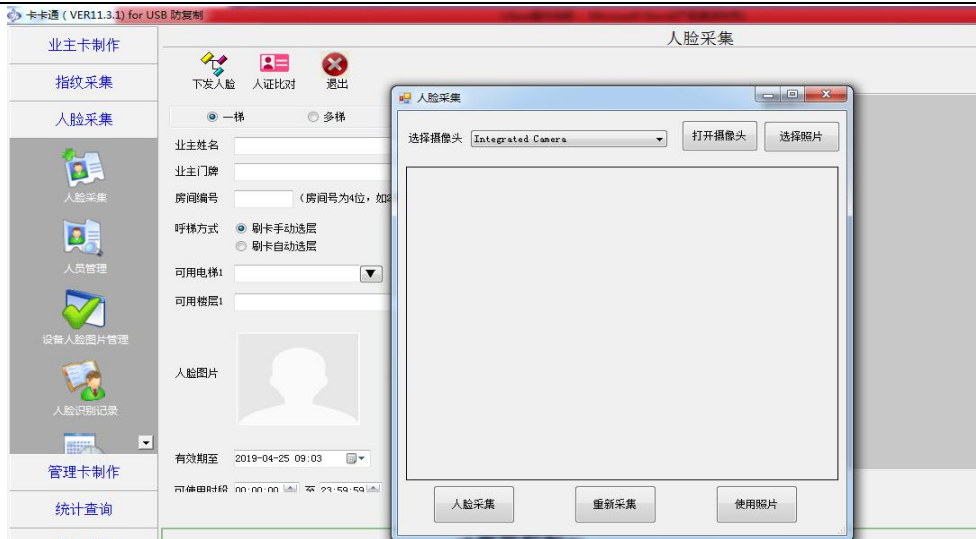 卡卡通 ( VER11.3.1) for USB 防复制
业主卡制作
指纹采集
人脸采集
人脸采集
人员管理
设备人脸图片管理
人脸识别记录
管理卡制作
统计查询
人脸采集
下发人脸 人证比对 退出
一梯 多梯
业主姓名
业主门牌
房间编号 (房间号为4位，如2
呼梯方式 刷卡手动选层
刷卡自动选层
可用电梯1
可用楼层1
人脸图片
有效期至 2019-04-25 09:03
可使用时段 00:00:00 至 23:59:59
人脸采集
选择摄像头 Integrated Camera 打开摄像头 选择照片
人脸采集 重新采集 使用照片